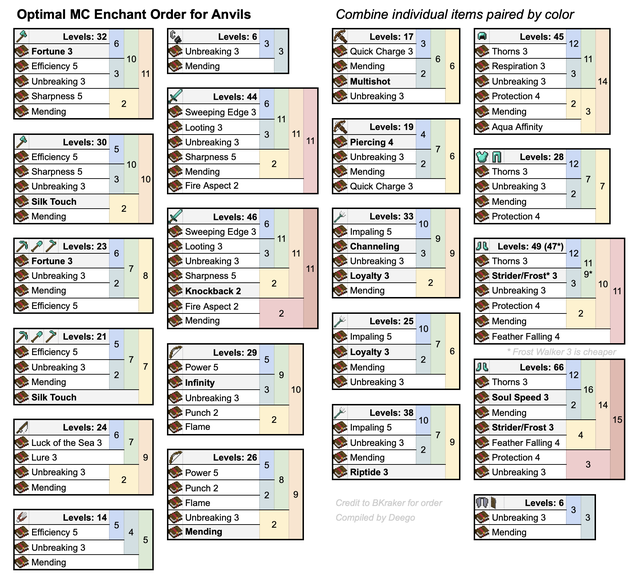 Optimal MC Enchant Order for Anvils
Combine individual items paired by color
Levels: 32
Fortune 3
Efficiency 5
Unbreaking 3
Sharpness 5
Mending
6
10
11
2
Levels: 30
Efficiency 5
Sharpness 5
Unbreaking 3
Silk Touch
Mending
5
10
3
10
2
Levels: 23
Fortune 3
Unbreaking 3
Mending
Efficiency 5
6
7
2
8
Levels: 21
Efficiency 5
Unbreaking 3
Mending
Silk Touch
5
7
2
7
Levels: 24
Luck of the Sea 3
Lure 3
Unbreaking 3
Mending
6
7
9
2
Levels: 14
Efficiency 5
Unbreaking 3
Mending
5
4
5
Levels: 6
Unbreaking 3
Mending
3
3
Levels: 44
Sweeping Edge 3
Looting 3
Unbreaking 3
Sharpness 5
Mending
Fire Aspect 2
6
11
3
11
11
2
Levels: 46
Sweeping Edge 3
Looting 3
Unbreaking 3
Sharpness 5
Knockback 2
Fire Aspect 2
Mending
6
11
3
11
11
2
2
Levels: 29
Power 5
Infinity
Unbreaking 3
Punch 2
Flame
5
9
3
10
2
Levels: 26
Power 5
Punch 2
Flame
Unbreaking 3
Mending
5
8
2
9
2
Levels: 17
Quick Charge 3
Mending
Multishot
Unbreaking 3
3
6
2
6
Levels: 19
Piercing 4
Unbreaking 3
Mending
Quick Charge 3
4
7
2
6
Levels: 33
Impaling 5
Channeling
Unbreaking 3
Loyalty 3
Mending
10
9
3
9
2
Levels: 25
Impaling 5
Loyalty 3
Mending
Unbreaking 3
10
7
2
6
Levels: 38
Impaling 5
Unbreaking 3
Mending
Riptide 3
10
7
2
9
Credit to BKraker for order
Compiled by Deego
Levels: 45
Thorns 3
Respiration 3
Unbreaking 3
Protection 4
Mending
Aqua Affinity
12
11
3
14
2
3
Levels: 28
Thorns 3
Unbreaking 3
Mending
Protection 4
12
7
2
7
Levels: 49 (47*)
Thorns 3
Strider/Frost* 3
Unbreaking 3
Protection 4
Mending
Feather Falling 4
12
11
9*
3
10
11
2
* Frost Walker 3 is cheaper
Levels: 66
Thorns 3
Soul Speed 3
Mending
Strider/Frost 3
Feather Falling 4
Protection 4
Unbreaking 3
12
16
2
14
15
4
3
Levels: 6
Unbreaking 3
Mending
3
3